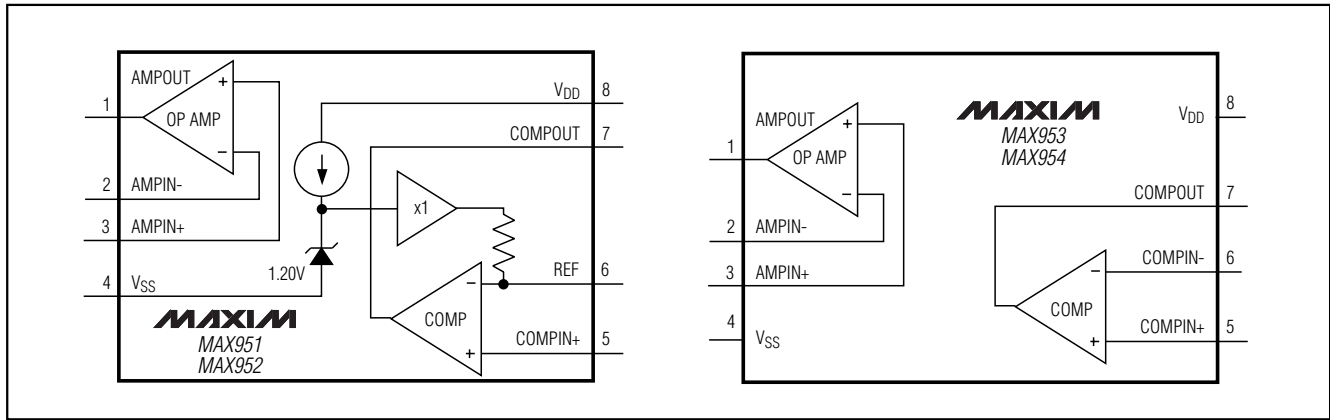 AMPOUT
+
1
OP AMP
−
2 AMPIN-
3 AMPIN+
4 VSS
1.20V
VDD 8
COMPOUT 7
x1
REF 6
−
COMP
COMPIN+ 5
+
MAXIM
MAX951
MAX952
AMPOUT
+
1
OP AMP
−
2 AMPIN-
3 AMPIN+
4
VSS
MAXIM
MAX953
MAX954
VDD 8
COMPOUT 7
COMPIN- 6
−
COMP
COMPIN+ 5
+